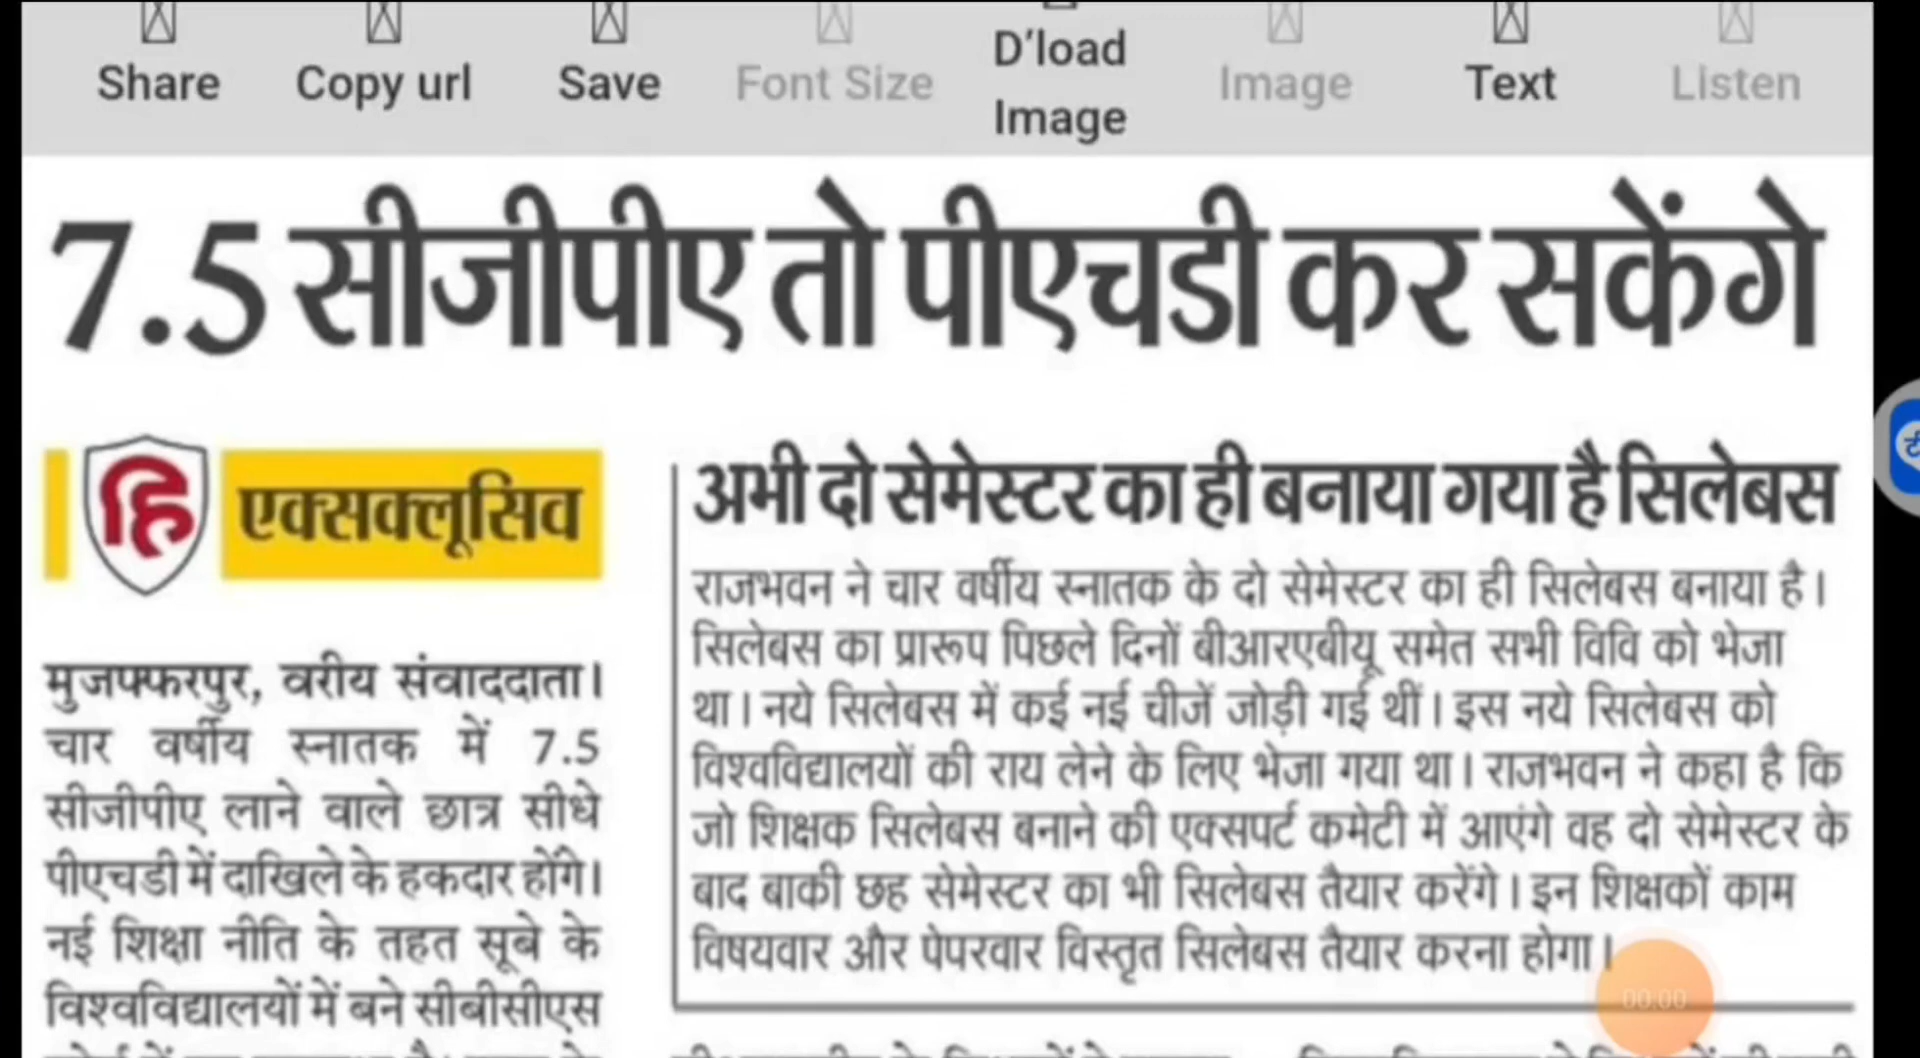 Share
Copy url
Save
Font Size
D'load
Image
Image
Text
Listen
7.5 सीजीपीए तो पीएचडी कर सकेंगे
हि
एक्सक्लूसिव
मुजफ्फरपुर, वरीय संवाददाता।
चार वर्षीय स्नातक में 7.5
सीजीपीए लाने वाले छात्र सीधे
पीएचडी में दाखिले के हकदार होंगे।
नई शिक्षा नीति के तहत सूबे के
विश्वविद्यालयों में बने सीबीसीएस
अभी दो सेमेस्टर का ही बनाया गया है सिलेबस
राजभवन ने चार वर्षीय स्नातक के दो सेमेस्टर का ही सिलेबस बनाया है।
सिलेबस का प्रारूप पिछले दिनों बीआरएबीयू समेत सभी विवि को भेजा
था। नये सिलेबस में कई नई चीजें जोड़ी गई थीं। इस नये सिलेबस को
विश्वविद्यालयों की राय लेने के लिए भेजा गया था। राजभवन ने कहा है कि
जो शिक्षक सिलेबस बनाने की एक्सपर्ट कमेटी में आएंगे वह दो सेमेस्टर के
बाद बाकी छह सेमेस्टर का भी सिलेबस तैयार करेंगे। इन शिक्षकों काम
विषयवार और पेपरवार विस्तृत सिलेबस तैयार करना होगा।
00:00